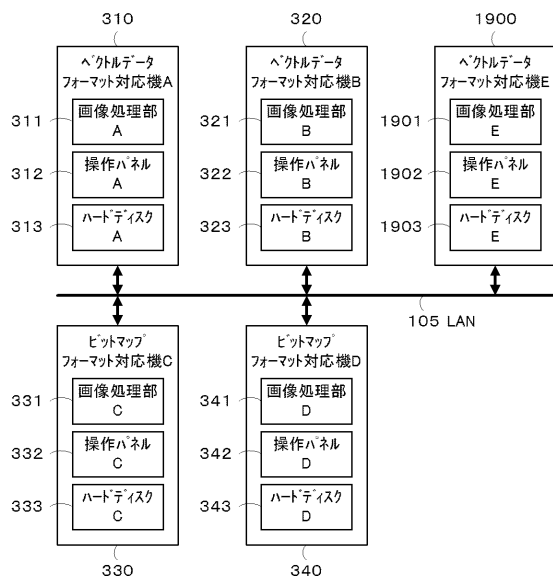 310
320
1900
ﾍﾞｸﾄﾙﾃﾞｰﾀ
ﾌｫｰﾏｯﾄ対応機A
311
画像処理部
A
312
操作ﾊﾟﾈﾙ
A
313
ﾊｰﾄﾞﾃﾞｨｽｸ
A
ﾍﾞｸﾄﾙﾃﾞｰﾀ
ﾌｫｰﾏｯﾄ対応機B
321
画像処理部
B
322
操作ﾊﾟﾈﾙ
B
323
ﾊｰﾄﾞﾃﾞｨｽｸ
B
ﾍﾞｸﾄﾙﾃﾞｰﾀ
ﾌｫｰﾏｯﾄ対応機E
1901
画像処理部
E
1902
操作ﾊﾟﾈﾙ
E
1903
ﾊｰﾄﾞﾃﾞｨｽｸ
E
105 LAN
ﾋﾞｯﾄﾏｯﾌﾟ
ﾌｫｰﾏｯﾄ対応機C
331
画像処理部
C
332
操作ﾊﾟﾈﾙ
C
333
ﾊｰﾄﾞﾃﾞｨｽｸ
C
330
ﾋﾞｯﾄﾏｯﾌﾟ
ﾌｫｰﾏｯﾄ対応機D
341
画像処理部
D
342
操作ﾊﾟﾈﾙ
D
343
ﾊｰﾄﾞﾃﾞｨｽｸ
D
340